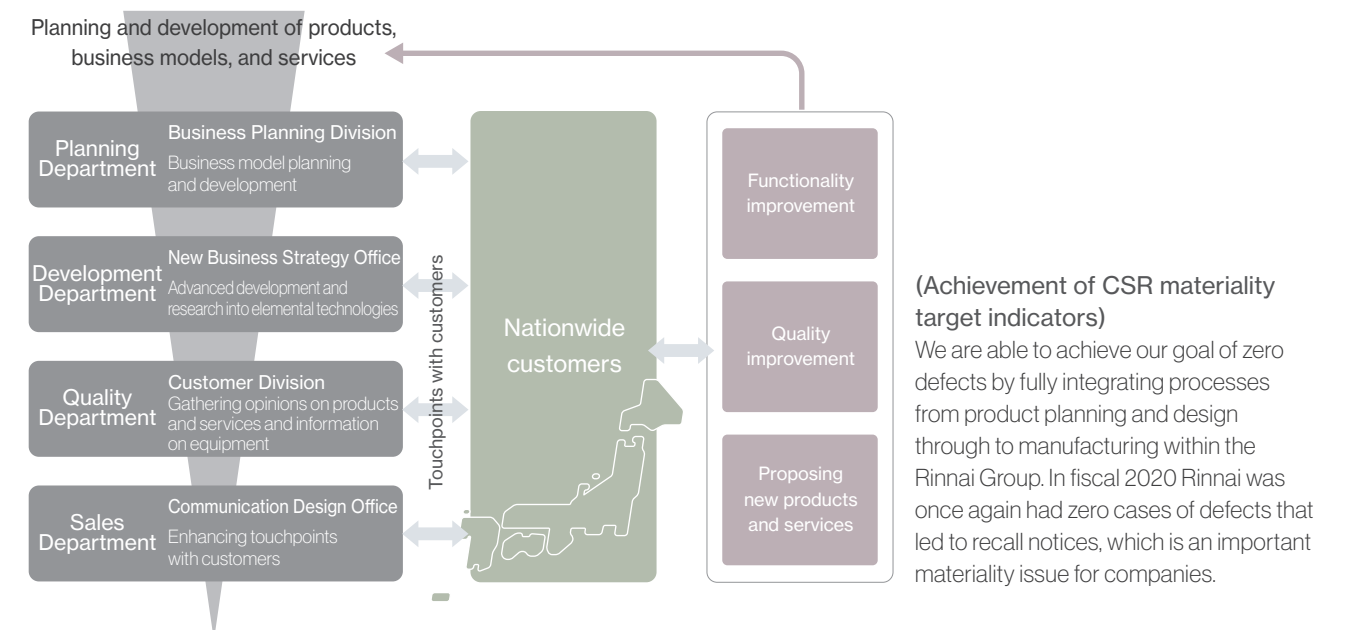 Planning and development of products,
business models, and services
Planning
Department
Business Planning Division
Business model planning
and development
Development
Department
New Business Strategy Office
Advanced development and
research into elemental technologies
Quality
Department
Customer Division
Gathering opinions on products
and services and information
on equipment
Sales
Department
Communication Design Office
Enhancing touchpoints
with customers
Touchpoints with customers
Nationwide
customers
Functionality
improvement
Quality
improvement
Proposing
new products
and services
(Achievement of CSR materiality
target indicators)
We are able to achieve our goal of zero
defects by fully integrating processes
from product planning and design
through to manufacturing within the
Rinnai Group. In fiscal 2020 Rinnai was
once again had zero cases of defects that
led to recall notices, which is an important
materiality issue for companies.